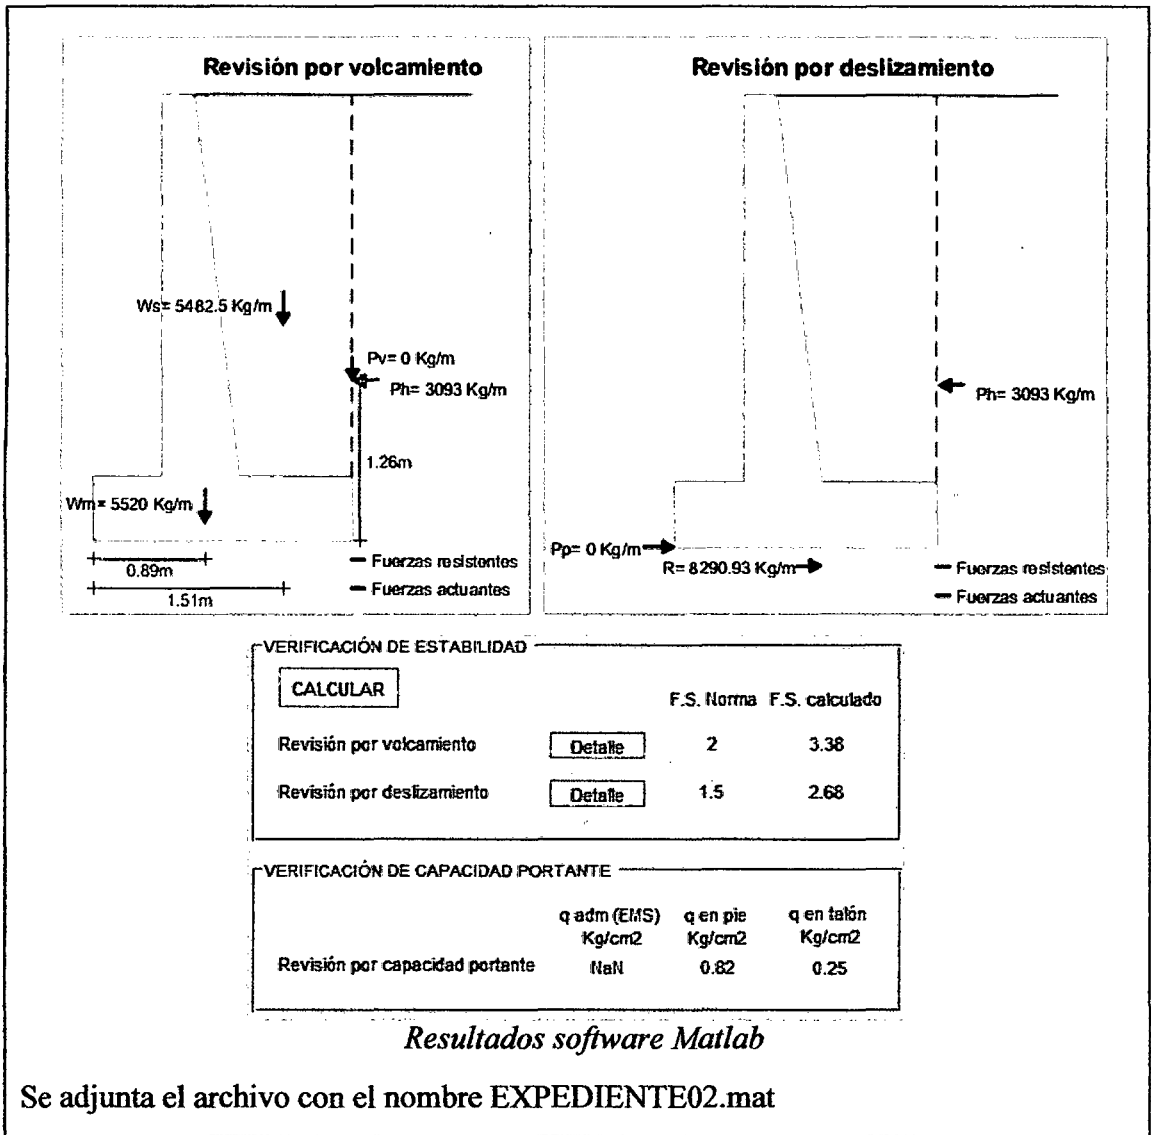 Revisión por volcamiento
Ws= 5482.5 Kg/m
Pv= 0 Kg/m
Ph= 3093 Kg/m
1.26m
Wm= 5520 Kg/m
0.89m
1.51m
Fuerzas resistentes
Fuerzas actuantes
Revisión por deslizamiento
Ph= 3093 Kg/m
Pp= 0 Kg/m
R= 8290.93 Kg/m
Fuerzas resistentes
Fuerzas actuantes
VERIFICACIÓN DE ESTABILIDAD
CALCULAR
F.S. Norma F.S. calculado
Revisión por volcamiento Detalle 2 3.38
Revisión por deslizamiento Detalle 1.5 2.68
VERIFICACIÓN DE CAPACIDAD PORTANTE
q adm (EMS) q en pie q en talón
Kg/cm2 Kg/cm2 Kg/cm2
Revisión por capacidad portante NaN 0.82 0.25
Resultados software Matlab
Se adjunta el archivo con el nombre EXPEDIENTE02.mat